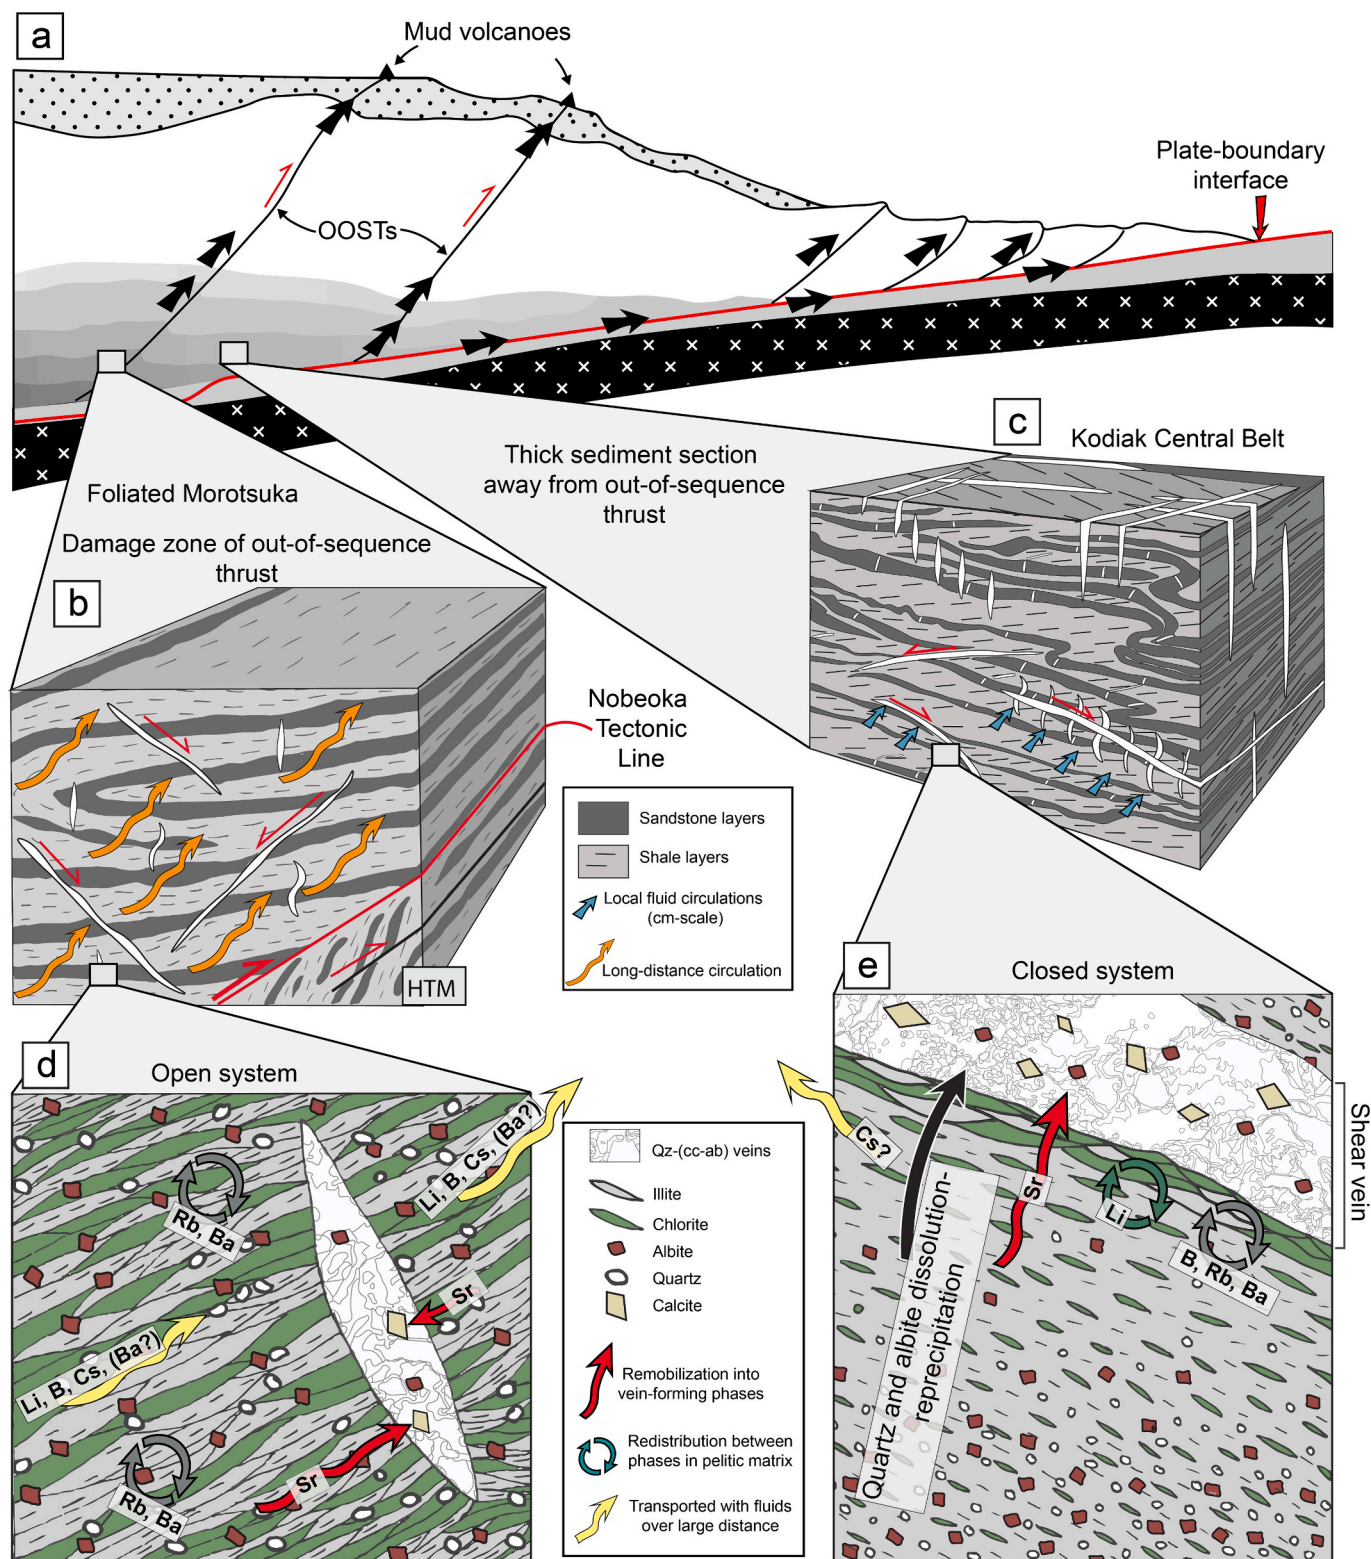 a
Mud volcanoes
Plate-boundary
interface
OOSTs
c
Kodiak Central Belt
Thick sediment section
away from out-of-sequence
thrust
Foliated Morotsuka
Damage zone of out-of-sequence
thrust
b
Nobeoka
Tectonic
Line
HTM
Sandstone layers
Shale layers
Local fluid circulations
(cm-scale)
Long-distance circulation
d
Open system
Li, B, Cs, (Ba?)
Rb, Ba
Sr
Li, B, Cs, (Ba?)
Rb, Ba
Sr
Qz-(cc-ab) veins
Illite
Chlorite
Albite
Quartz
Calcite
Remobilization into
vein-forming phases
Redistribution between
phases in pelitic matrix
Transported with fluids
over large distance
e
Closed system
Cs?
Sr
Li
B, Rb, Ba
Shear vein
Quartz and albite dissolution-
reprecipitation